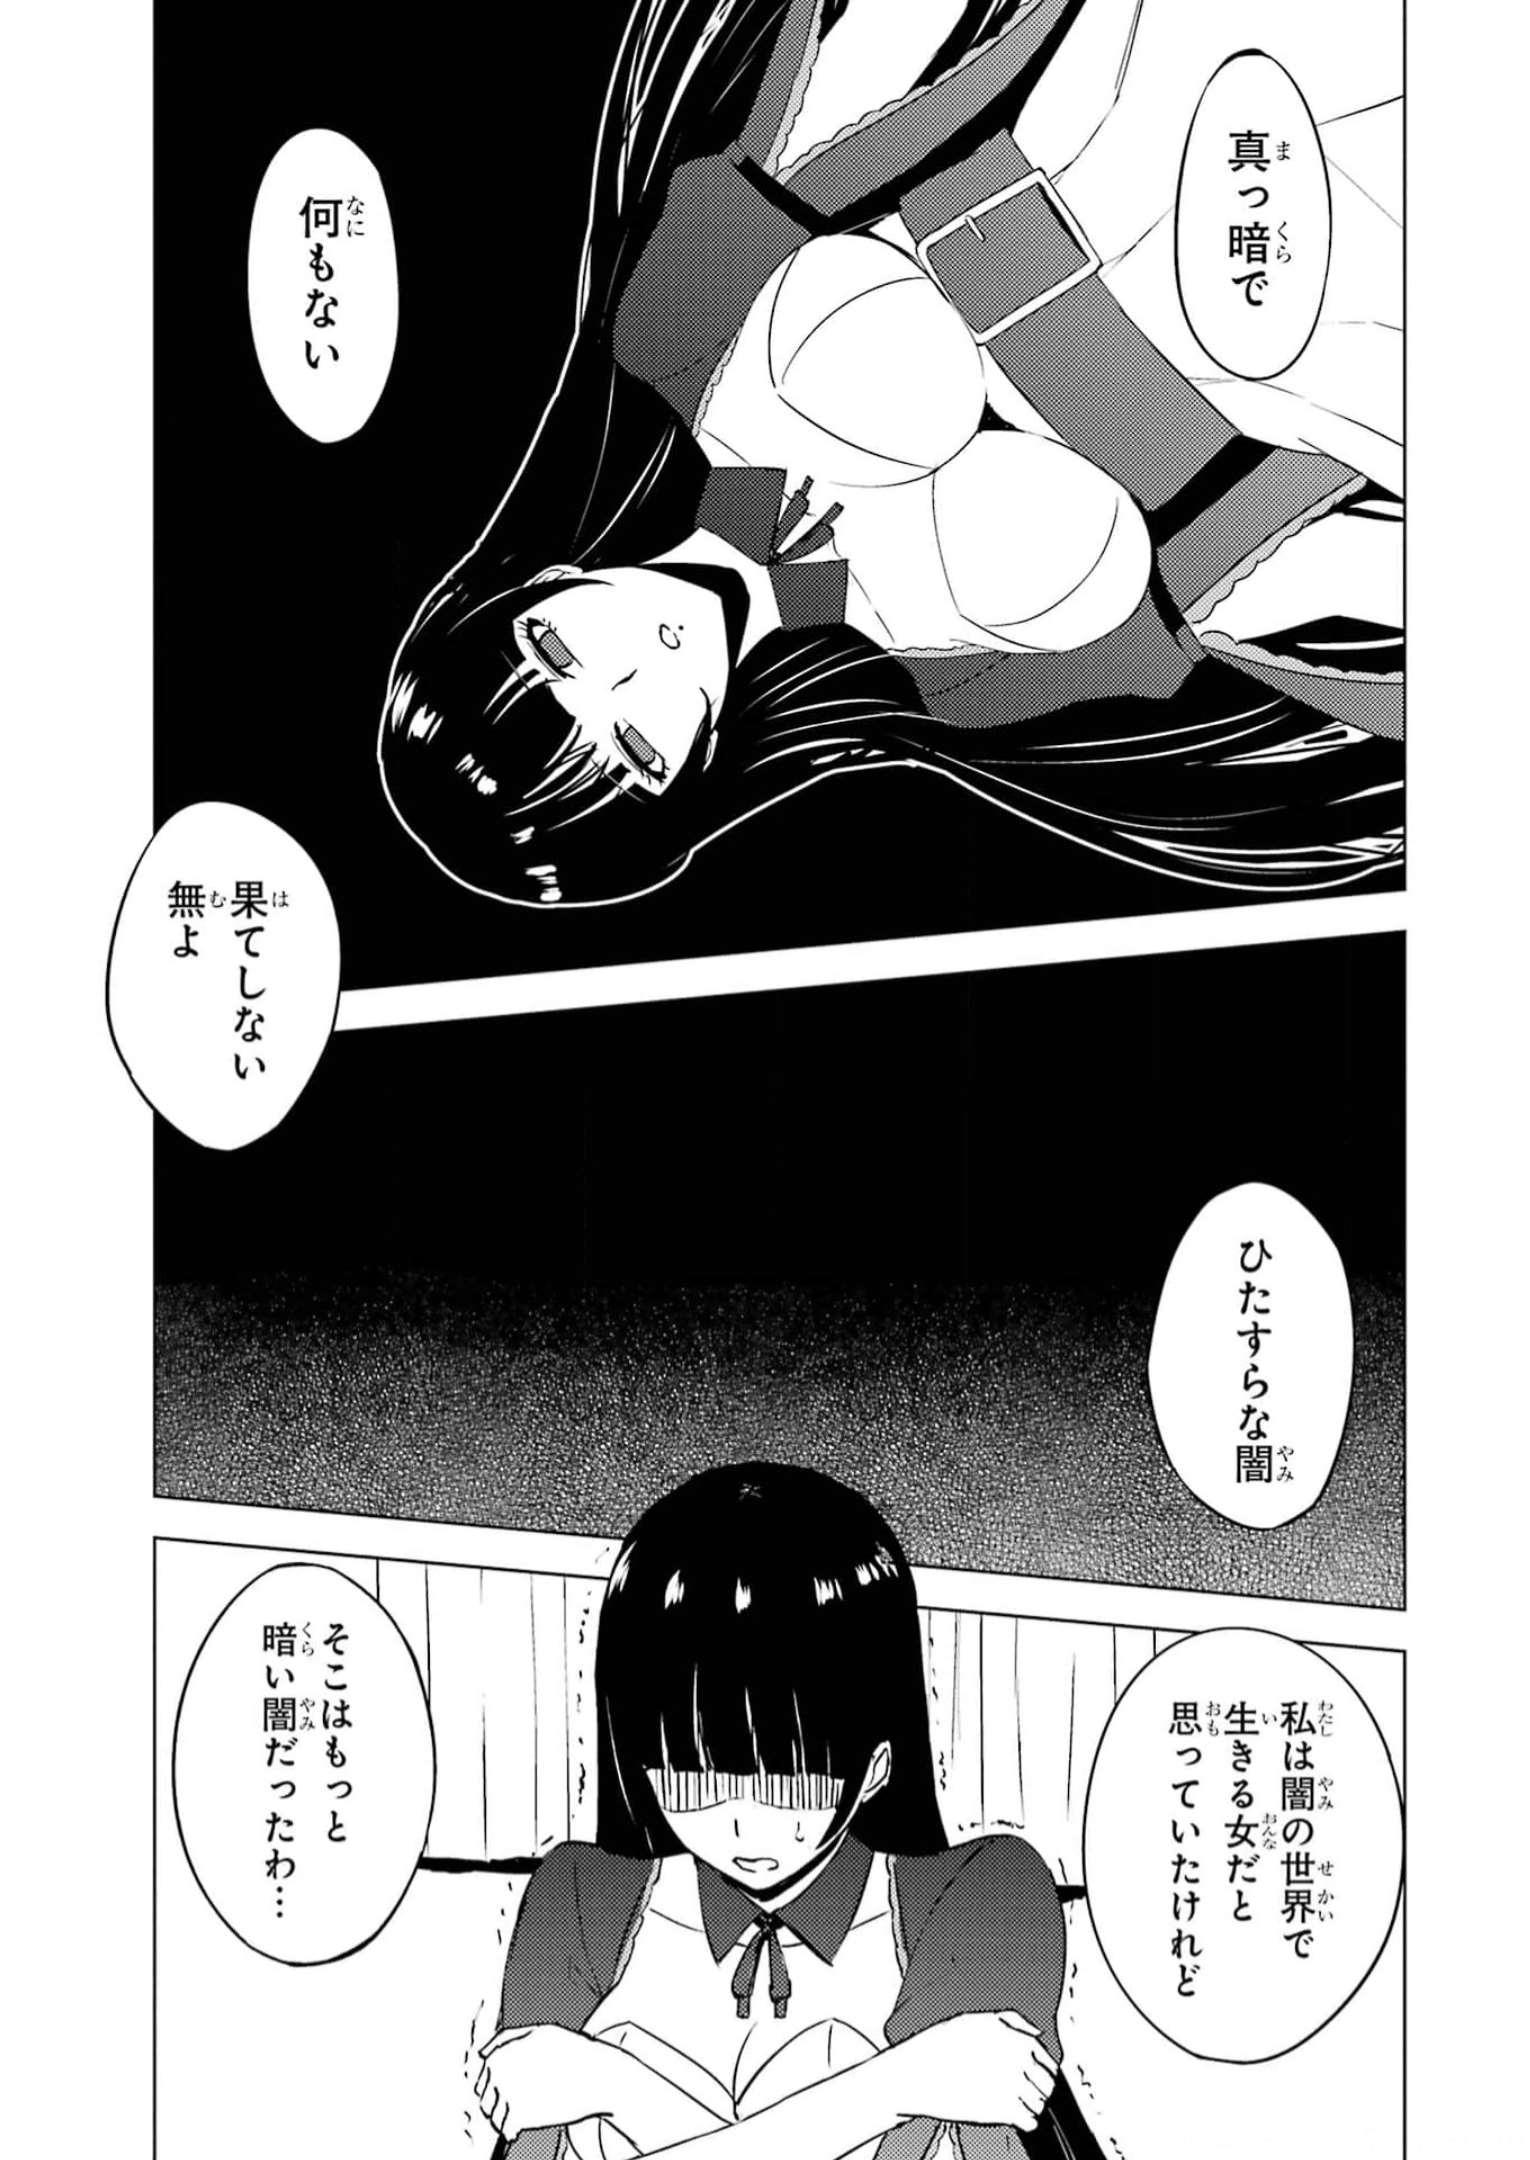 真っ暗で
何もない
果てしない
無よ
ひたすらな闇
私は闇の世界で
生きる女だと
思っていたけれど
そこはもっと
暗い闇だったわ…